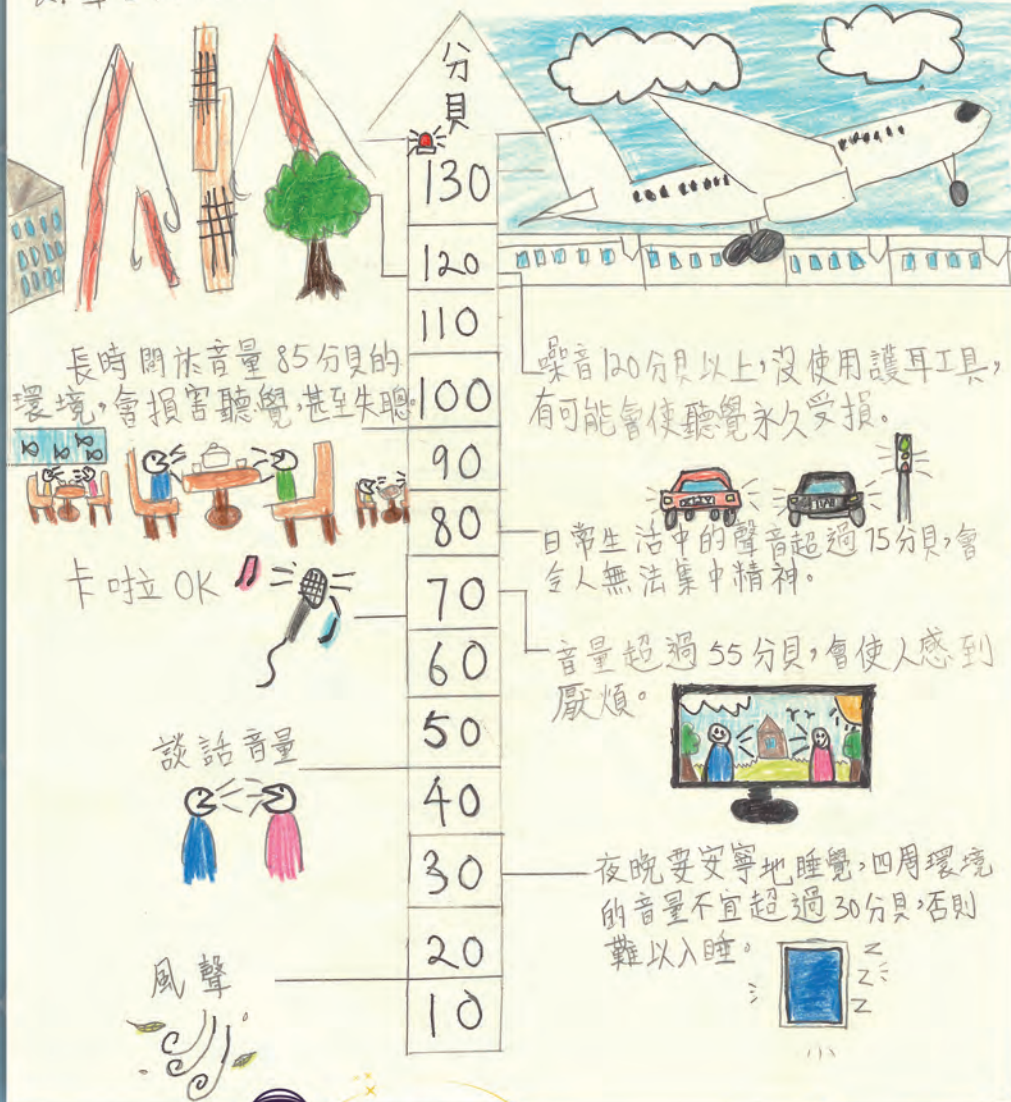 分
貝
130
120
110
100
90
80
70
60
50
40
30
20
10
長時間於音量85分貝的
環境，會損害聽覺，甚至失聰。
卡啦OK
談話音量
風聲
噪音120分貝以上，沒使用護耳工具，
有可能會使聽覺永久受損。
日常生活中的聲音超過75分貝，會
令人無法集中精神。
音量超過55分貝，會使人感到
厭煩。
夜晚要安寧地睡覺，四周環境
的音量不宜超過30分貝，否則
難以入睡。
Z
Z
Z